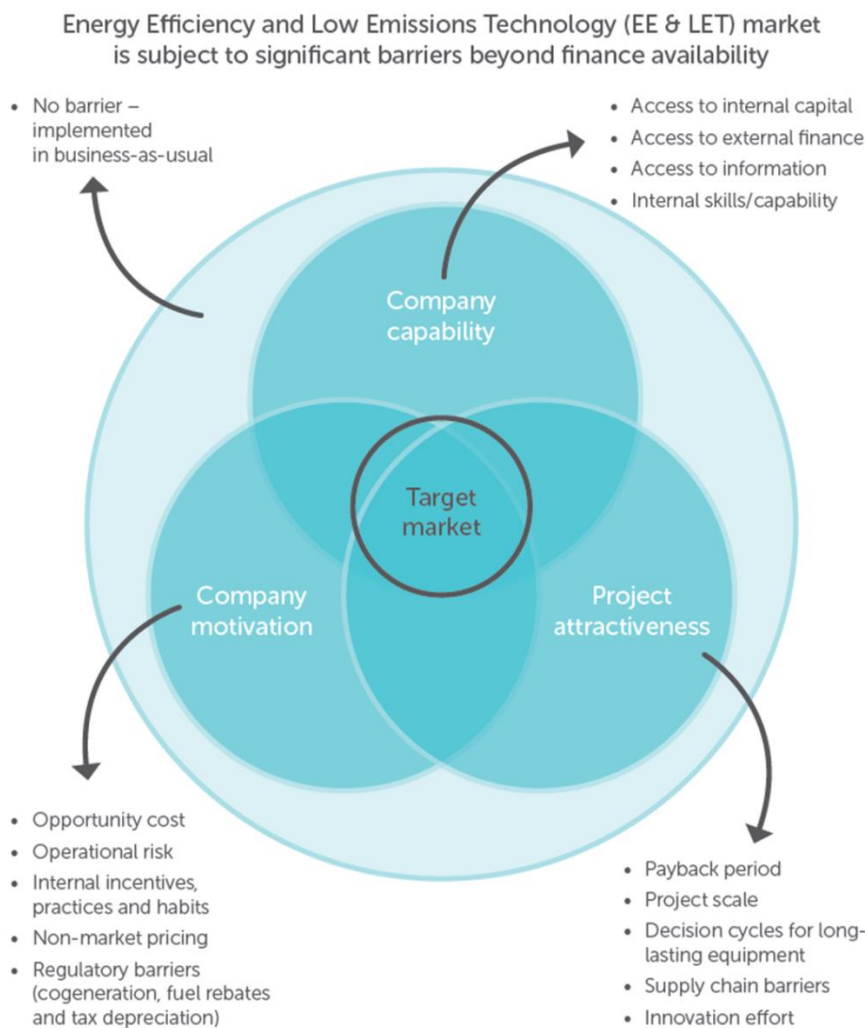 Energy Efficiency and Low Emissions Technology (EE & LET) market
is subject to significant barriers beyond finance availability
• No barrier –
implemented
in business-as-usual
• Access to internal capital
• Access to external finance
• Access to information
• Internal skills/capability
Company
capability
Target
market
Company
motivation
Project
attractiveness
• Opportunity cost
• Operational risk
• Internal incentives,
practices and habits
• Non-market pricing
• Regulatory barriers
(cogeneration, fuel rebates
and tax depreciation)
• Payback period
• Project scale
• Decision cycles for long-
lasting equipment
• Supply chain barriers
• Innovation effort